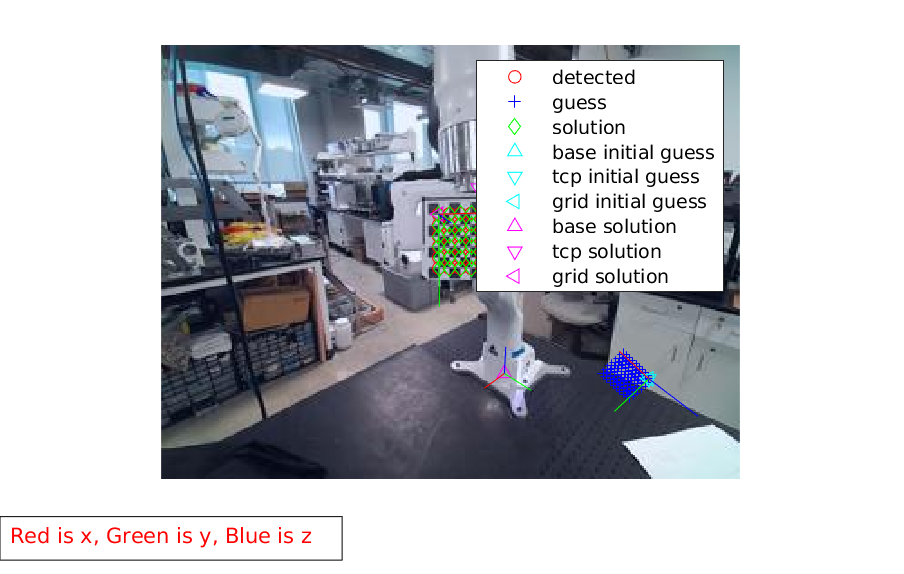 detected
guess
solution
base initial guess
tcp initial guess
grid initial guess
base solution
tcp solution
grid solution
Red is x, Green is y, Blue is z